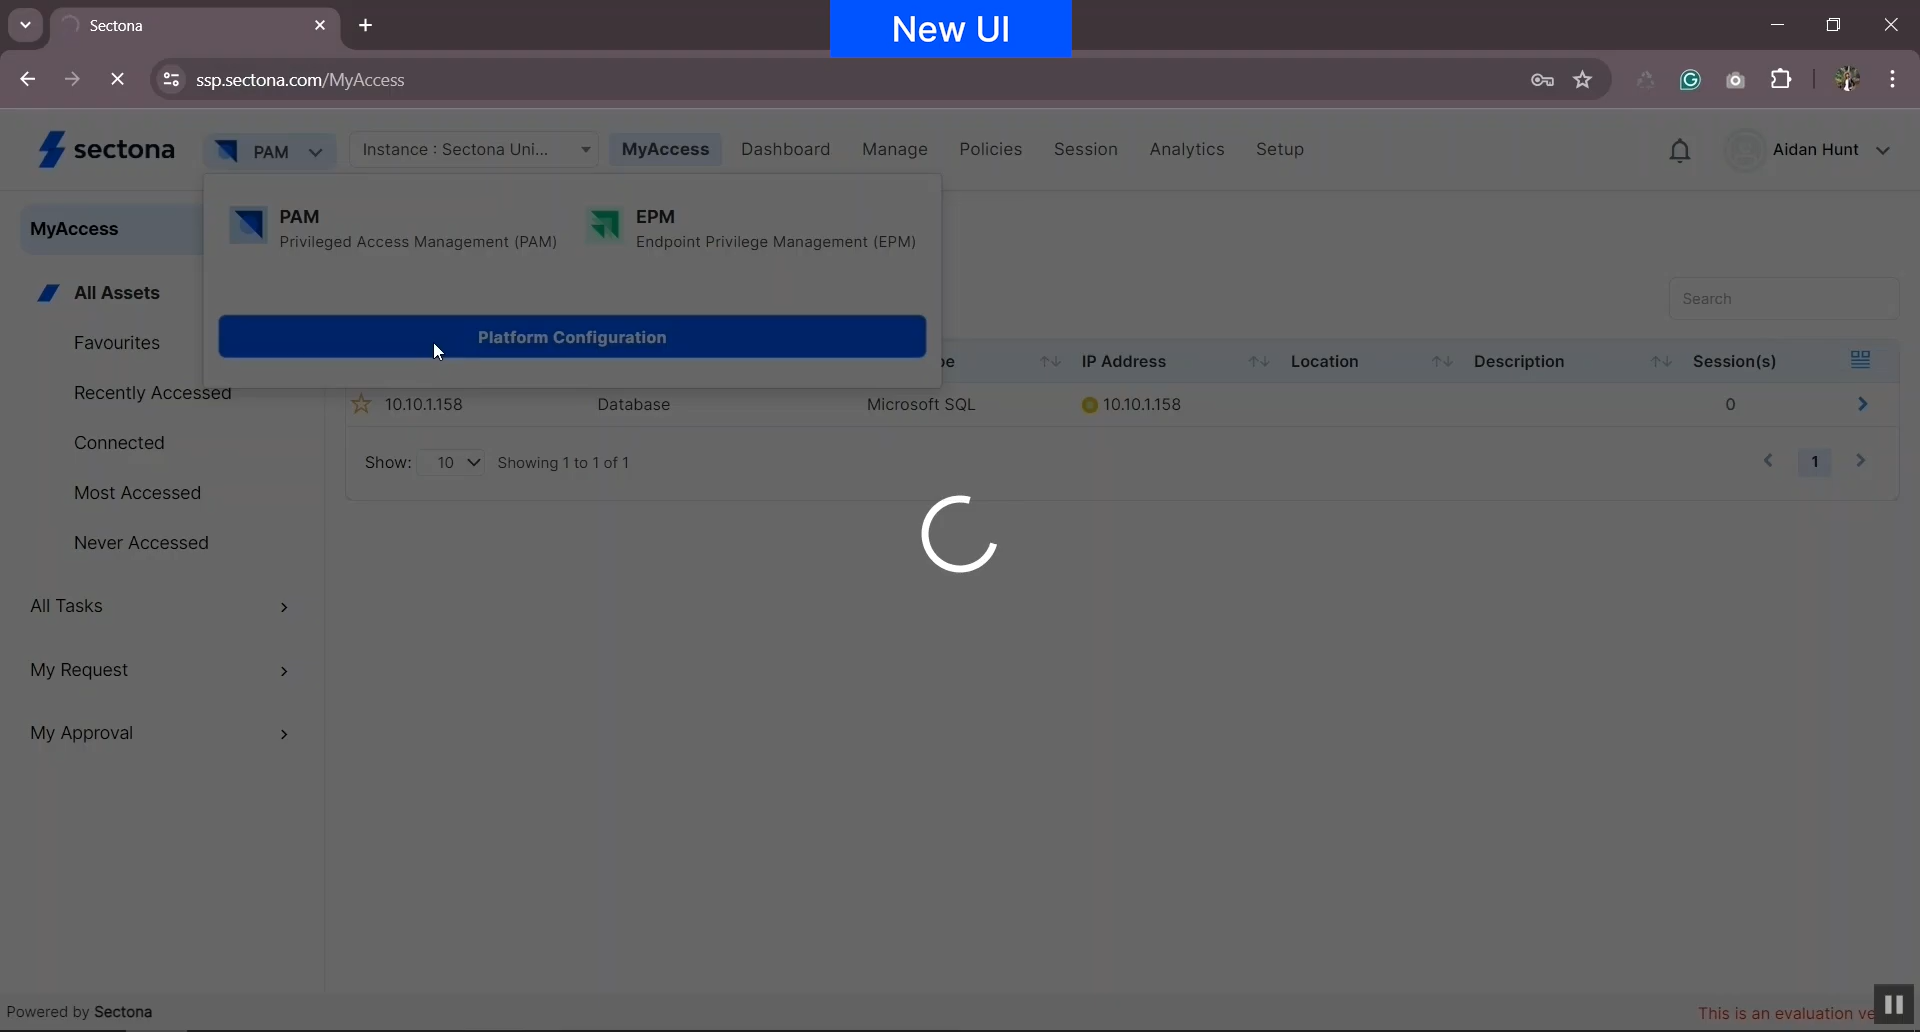 Sectona
New UI
ssp.sectona.com/MyAccess
sectona
PAM
Instance : Sectona Uni...
MyAccess
Dashboard
Manage
Policies
Session
Analytics
Setup
Aidan Hunt
MyAccess
PAM
Privileged Access Management (PAM)
EPM
Endpoint Privilege Management (EPM)
Platform Configuration
All Assets
Favourites
Recently Accessed
Connected
Most Accessed
Never Accessed
All Tasks
My Request
My Approval
Search
IP Address
Location
Description
Session(s)
10.10.1.158
Database
Microsoft SQL
10.10.1.158
0
Show:
10
Showing 1 to 1 of 1
1
Powered by Sectona
This is an evaluation